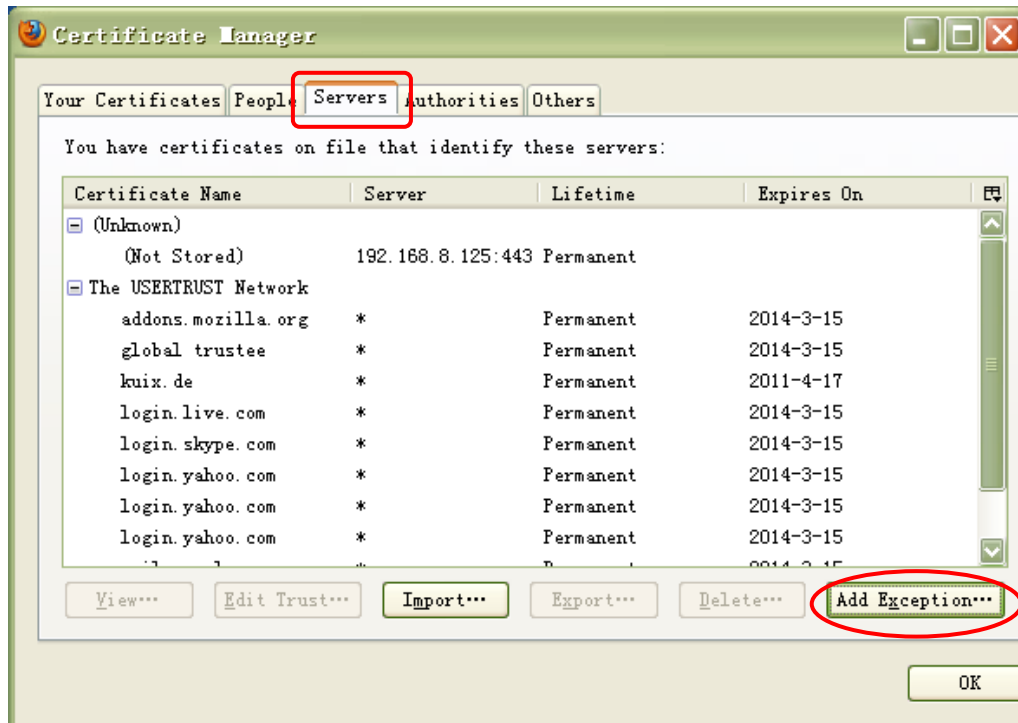 Certificate Manager
Your Certificates People Servers Authorities Others
You have certificates on file that identify these servers:
Certificate Name Server Lifetime Expires On
(Unknown)
(Not Stored) 192.168.8.125:443 Permanent
The USERTRUST Network
addons.mozilla.org * Permanent 2014-3-15
global trustee * Permanent 2014-3-15
kuix.de * Permanent 2011-4-17
login.live.com * Permanent 2014-3-15
login.skype.com * Permanent 2014-3-15
login.yahoo.com * Permanent 2014-3-15
login.yahoo.com * Permanent 2014-3-15
login.yahoo.com * Permanent 2014-3-15
View… Edit Trust… Import… Export… Delete… Add Exception…
OK